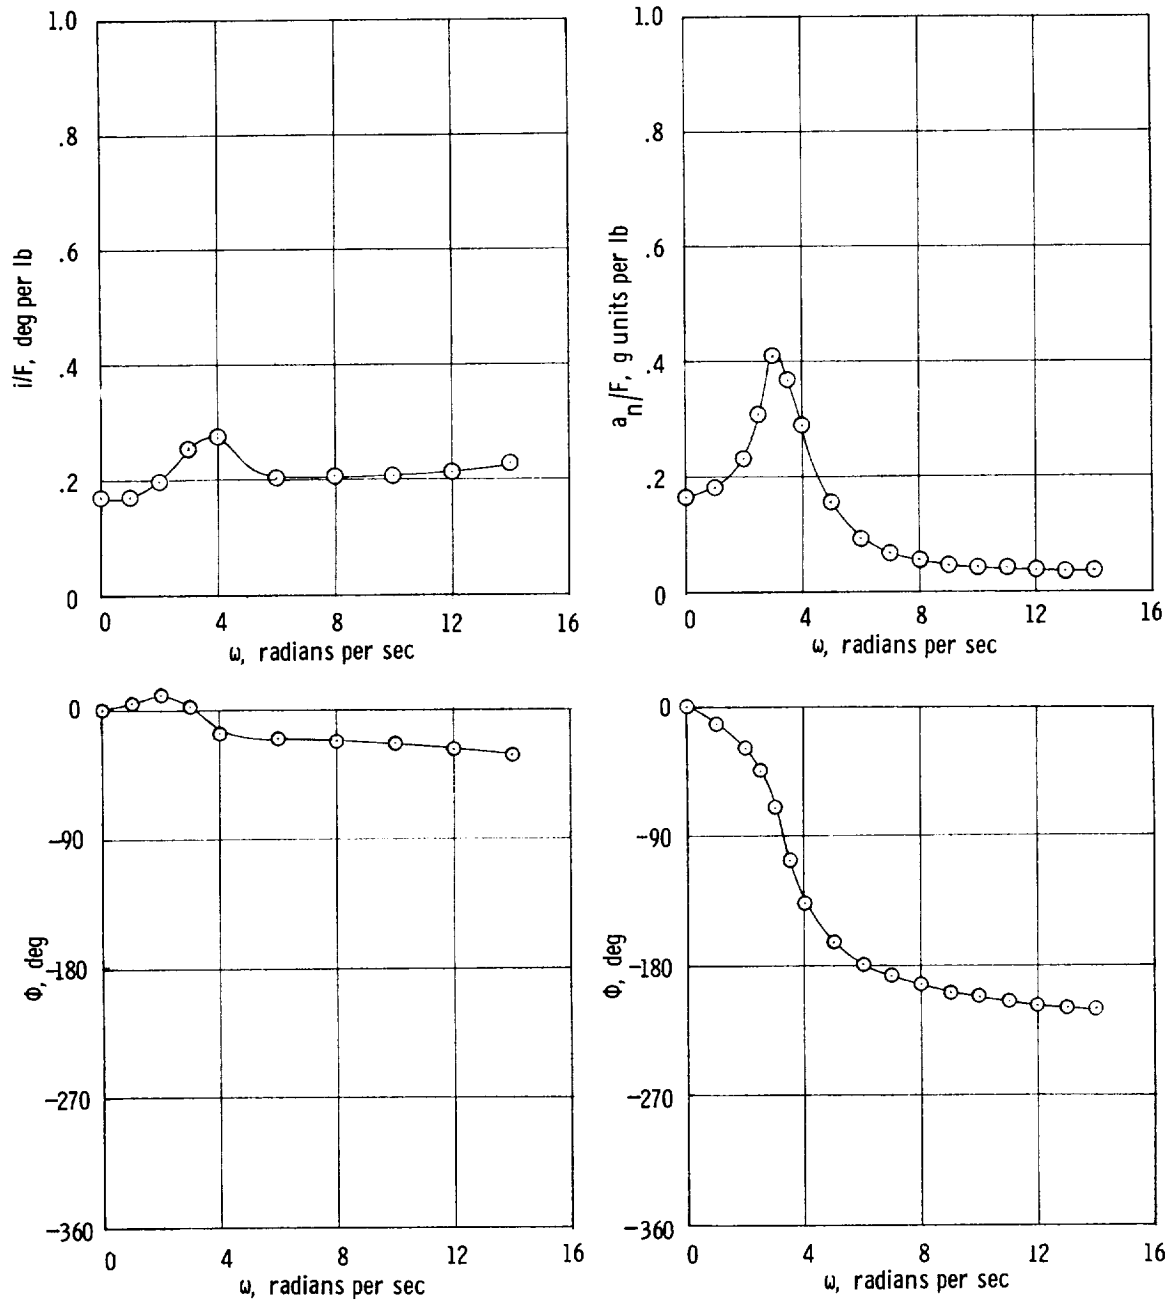 1.0
.8
.6
.4
.2
0
i/F, deg per lb
0 4 8 12 16
ω, radians per sec
1.0
.8
.6
.4
.2
0
an/F, g units per lb
0 4 8 12 16
ω, radians per sec
0
-90
-180
-270
-360
Φ, deg
0 4 8 12 16
ω, radians per sec
0
-90
-180
-270
-360
Φ, deg
0 4 8 12 16
ω, radians per sec